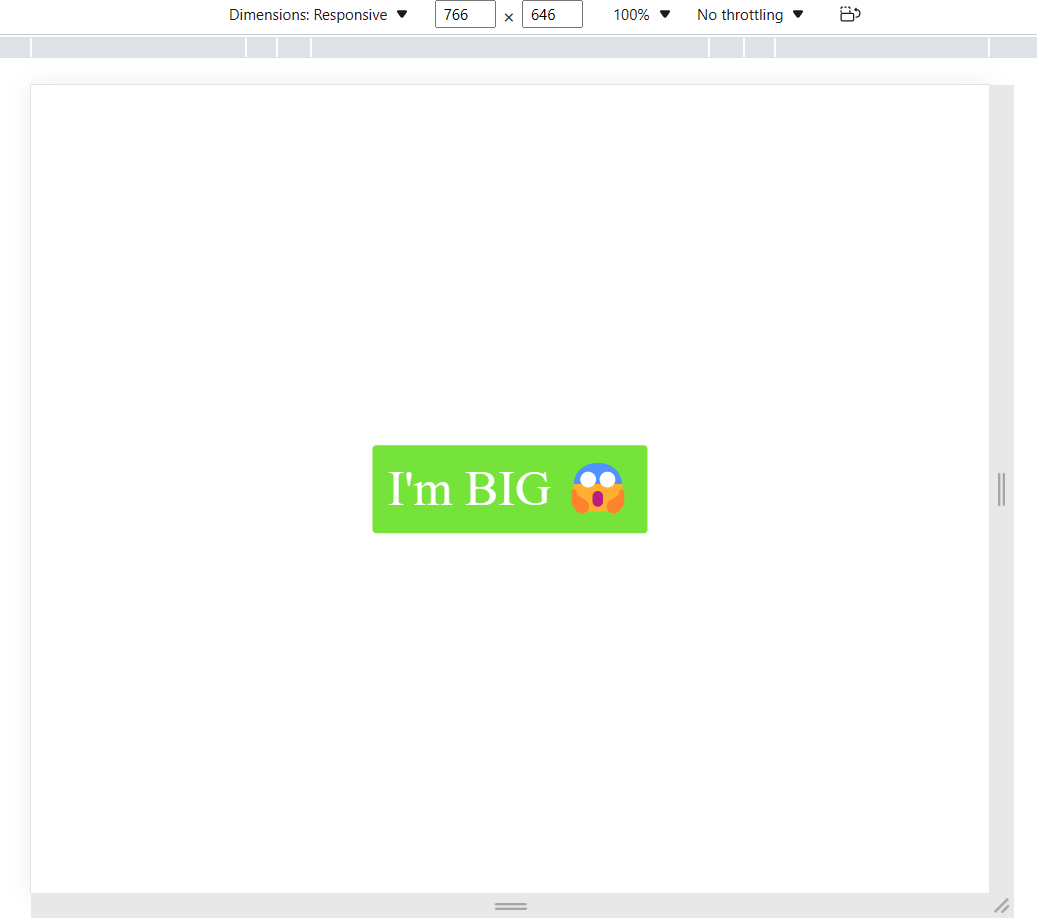 Dimensions: Responsive 766 × 646 100% No throttling
I'm BIG 😱